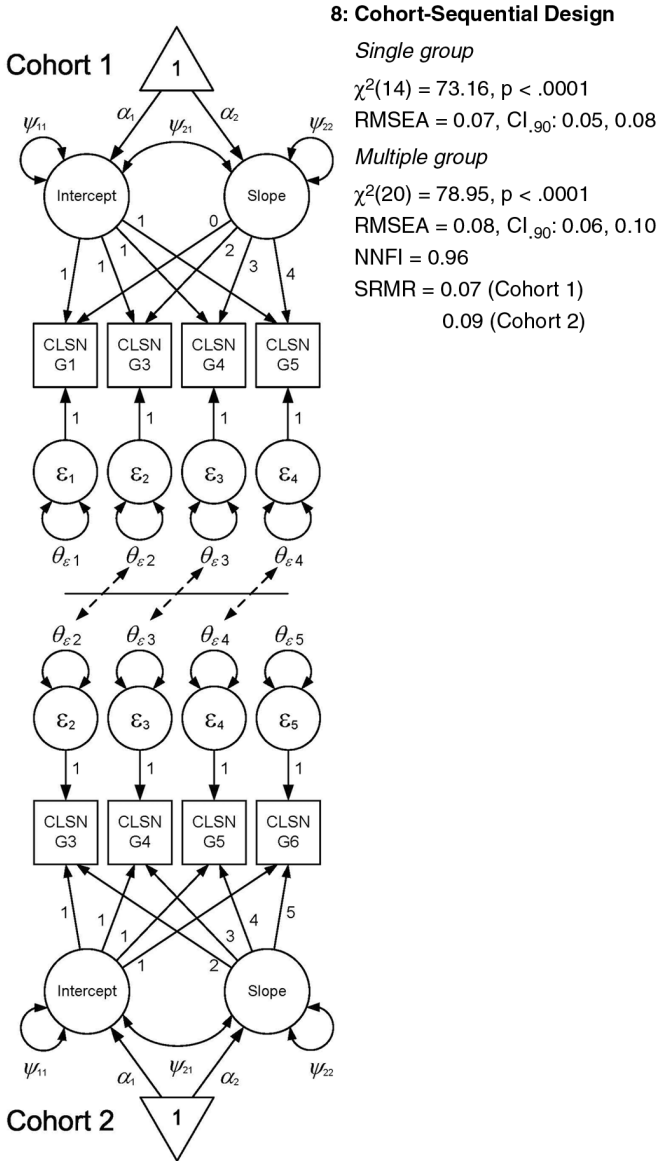 8: Cohort-Sequential Design
Single group
χ²(14) = 73.16, p < .0001
RMSEA = 0.07, CI.90: 0.05, 0.08
Multiple group
χ²(20) = 78.95, p < .0001
RMSEA = 0.08, CI.90: 0.06, 0.10
NNFI = 0.96
SRMR = 0.07 (Cohort 1)
0.09 (Cohort 2)
Cohort 1
1
α1 α2
ψ11 ψ21 ψ22
Intercept Slope
1 0
1 1 1 2 3 4
CLSN CLSN CLSN CLSN
G1 G3 G4 G5
1 1 1 1
ε1 ε2 ε3 ε4
θε1 θε2 θε3 θε4
θε2 θε3 θε4 θε5
ε2 ε3 ε4 ε5
1 1 1 1
CLSN CLSN CLSN CLSN
G3 G4 G5 G6
1 1 1 3 4 5
1 2
Intercept Slope
ψ11 ψ21 ψ22
α1 α2
1
Cohort 2